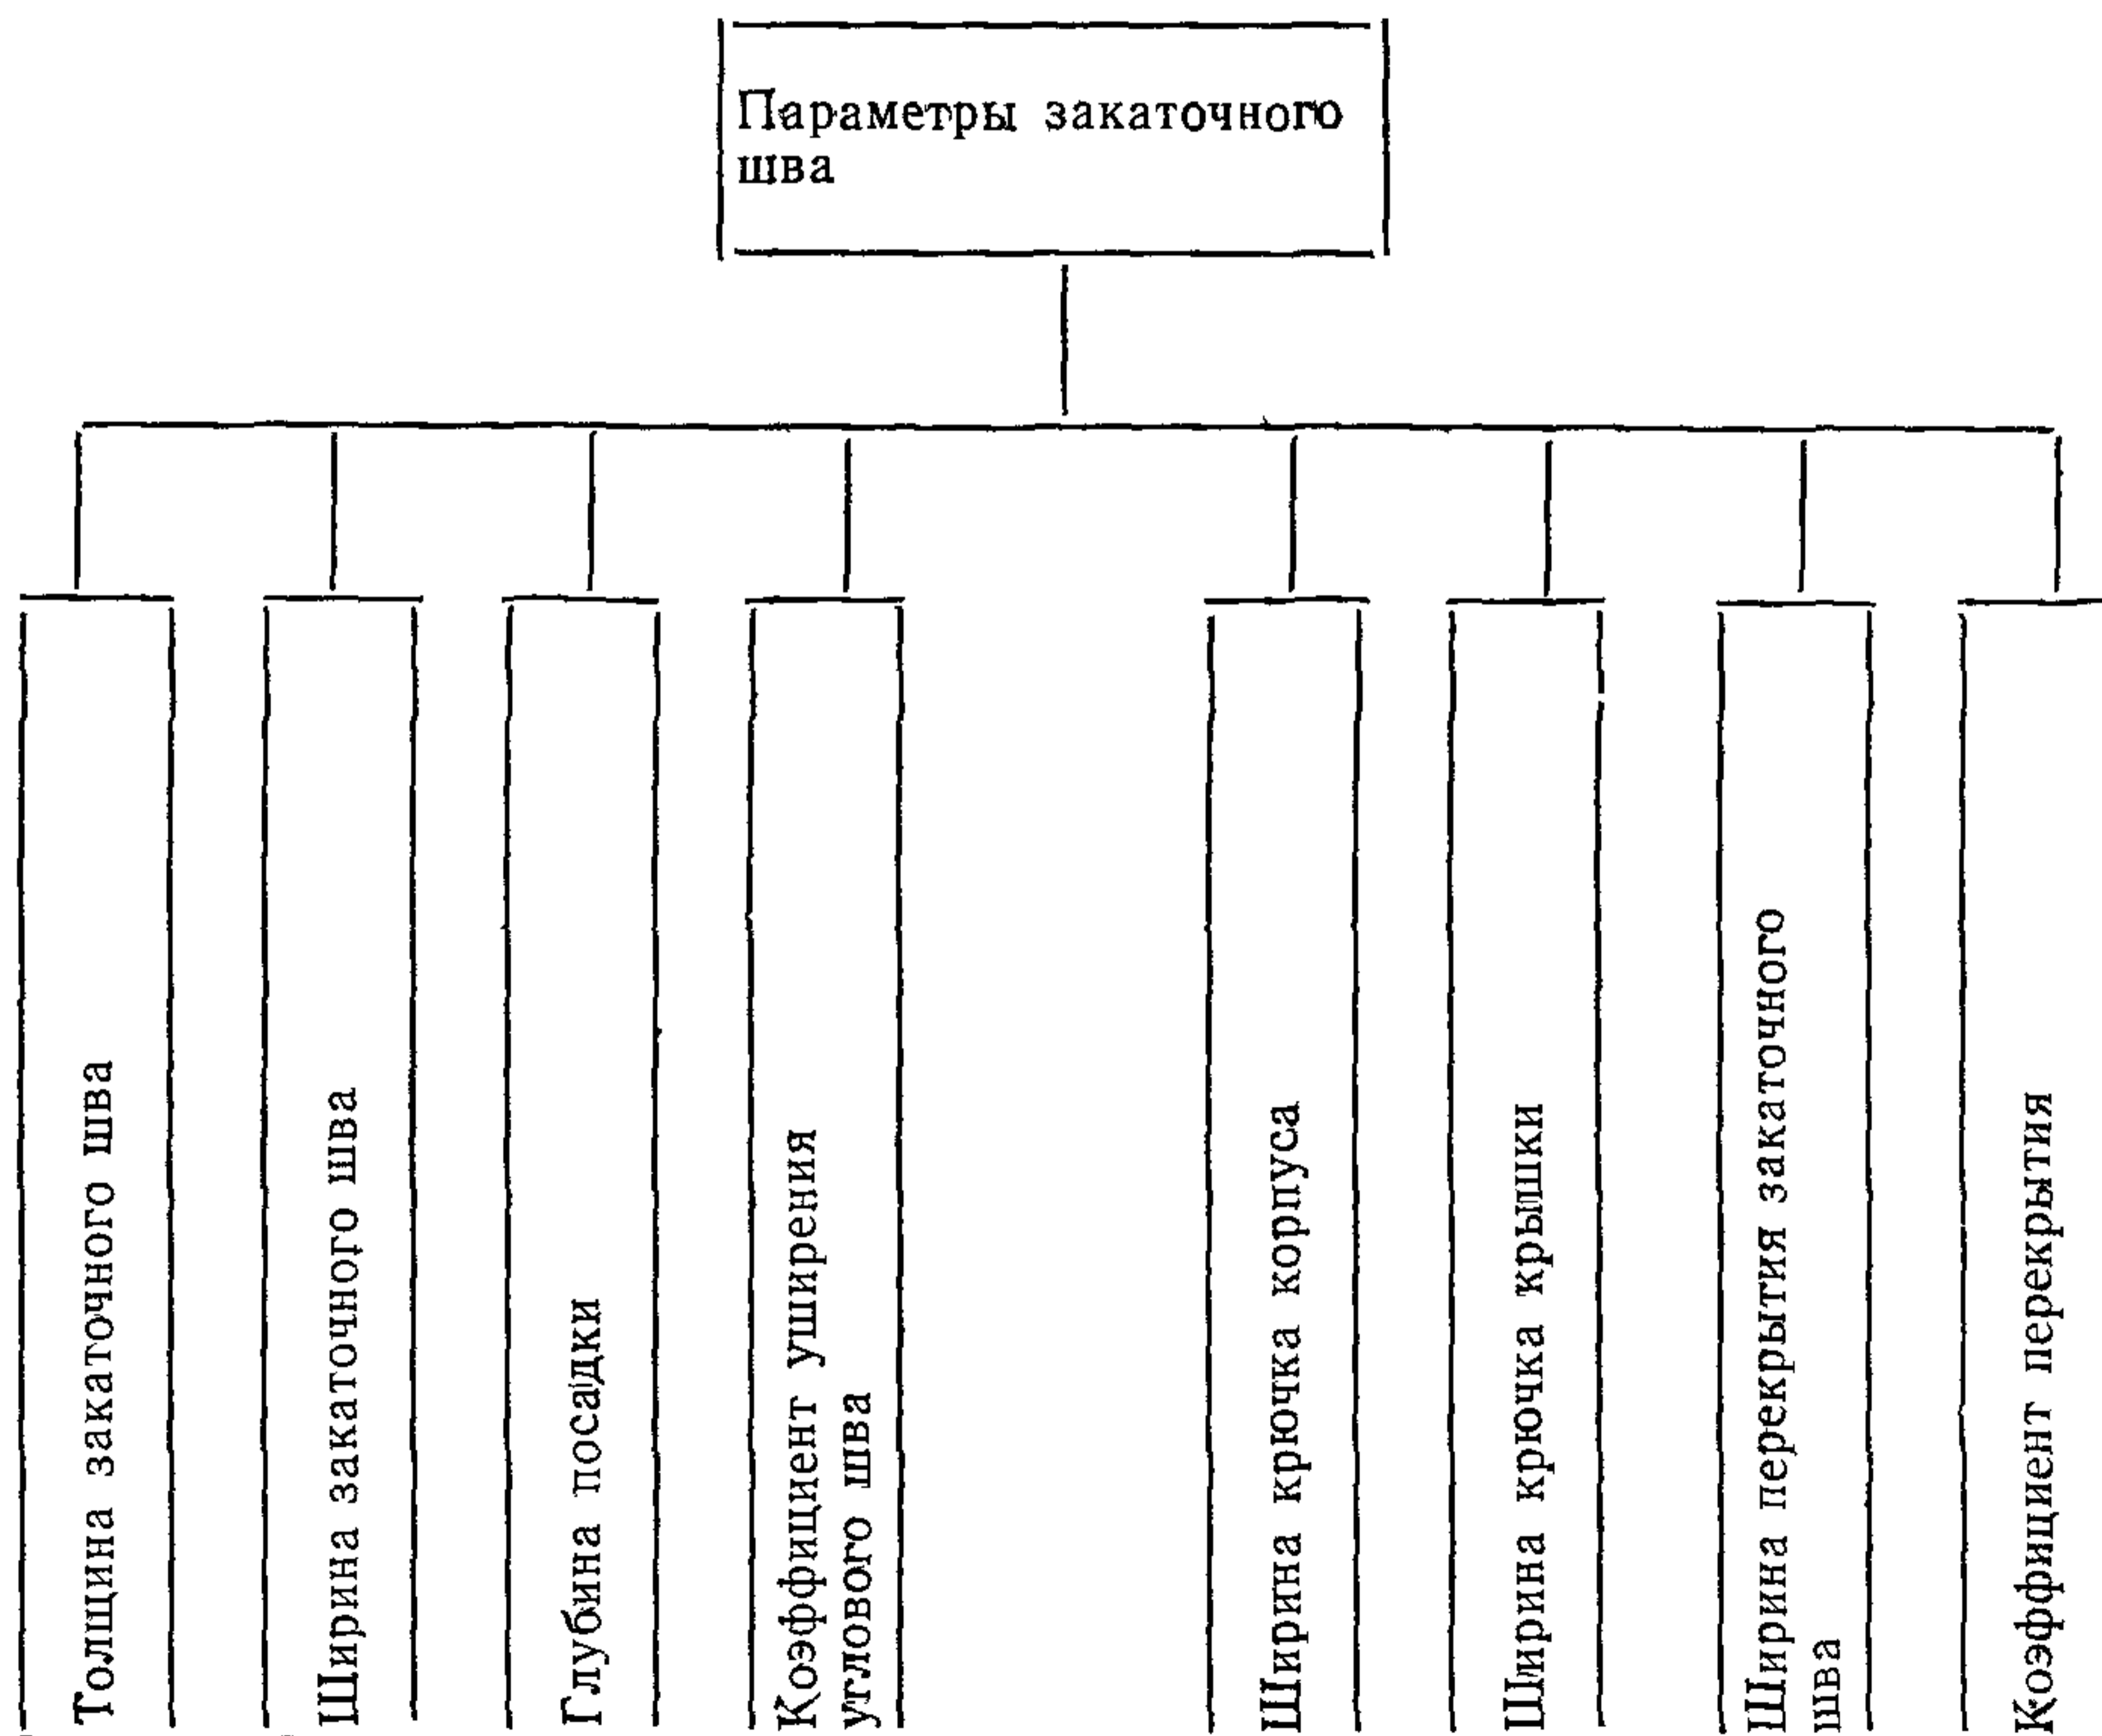 Параметры закаточного
шва
Толщина закаточного шва
Ширина закаточного шва
Глубина посадки
Коэффициент уширения
углового шва
Ширина крючка корпуса
Ширина крючка крышки
Ширина перекрытия закаточного
шва
Коэффициент перекрытия